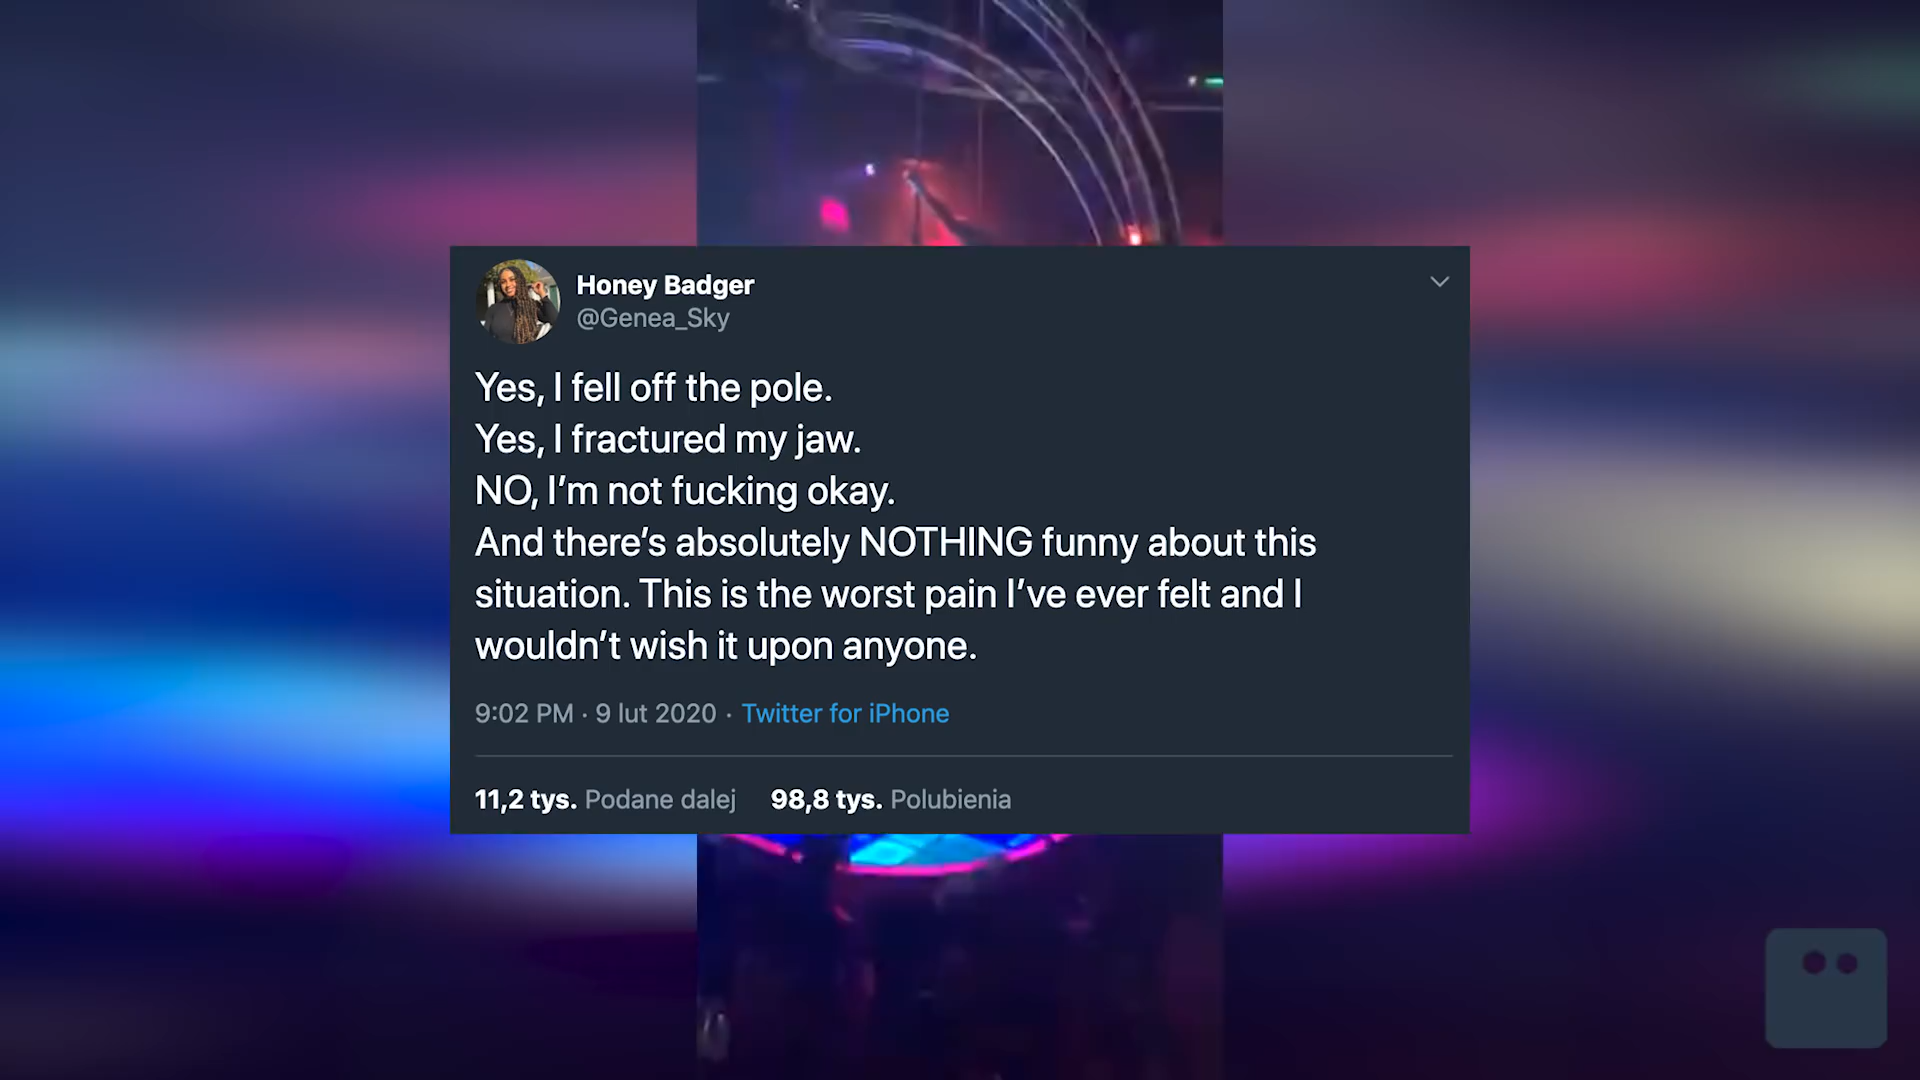 Honey Badger
@Genea_Sky
Yes, I fell off the pole.
Yes, I fractured my jaw.
NO, I’m not fucking okay.
And there’s absolutely NOTHING funny about this
situation. This is the worst pain I’ve ever felt and I
wouldn’t wish it upon anyone.
9:02 PM · 9 lut 2020 · Twitter for iPhone
11,2 tys. Podane dalej 98,8 tys. Polubienia